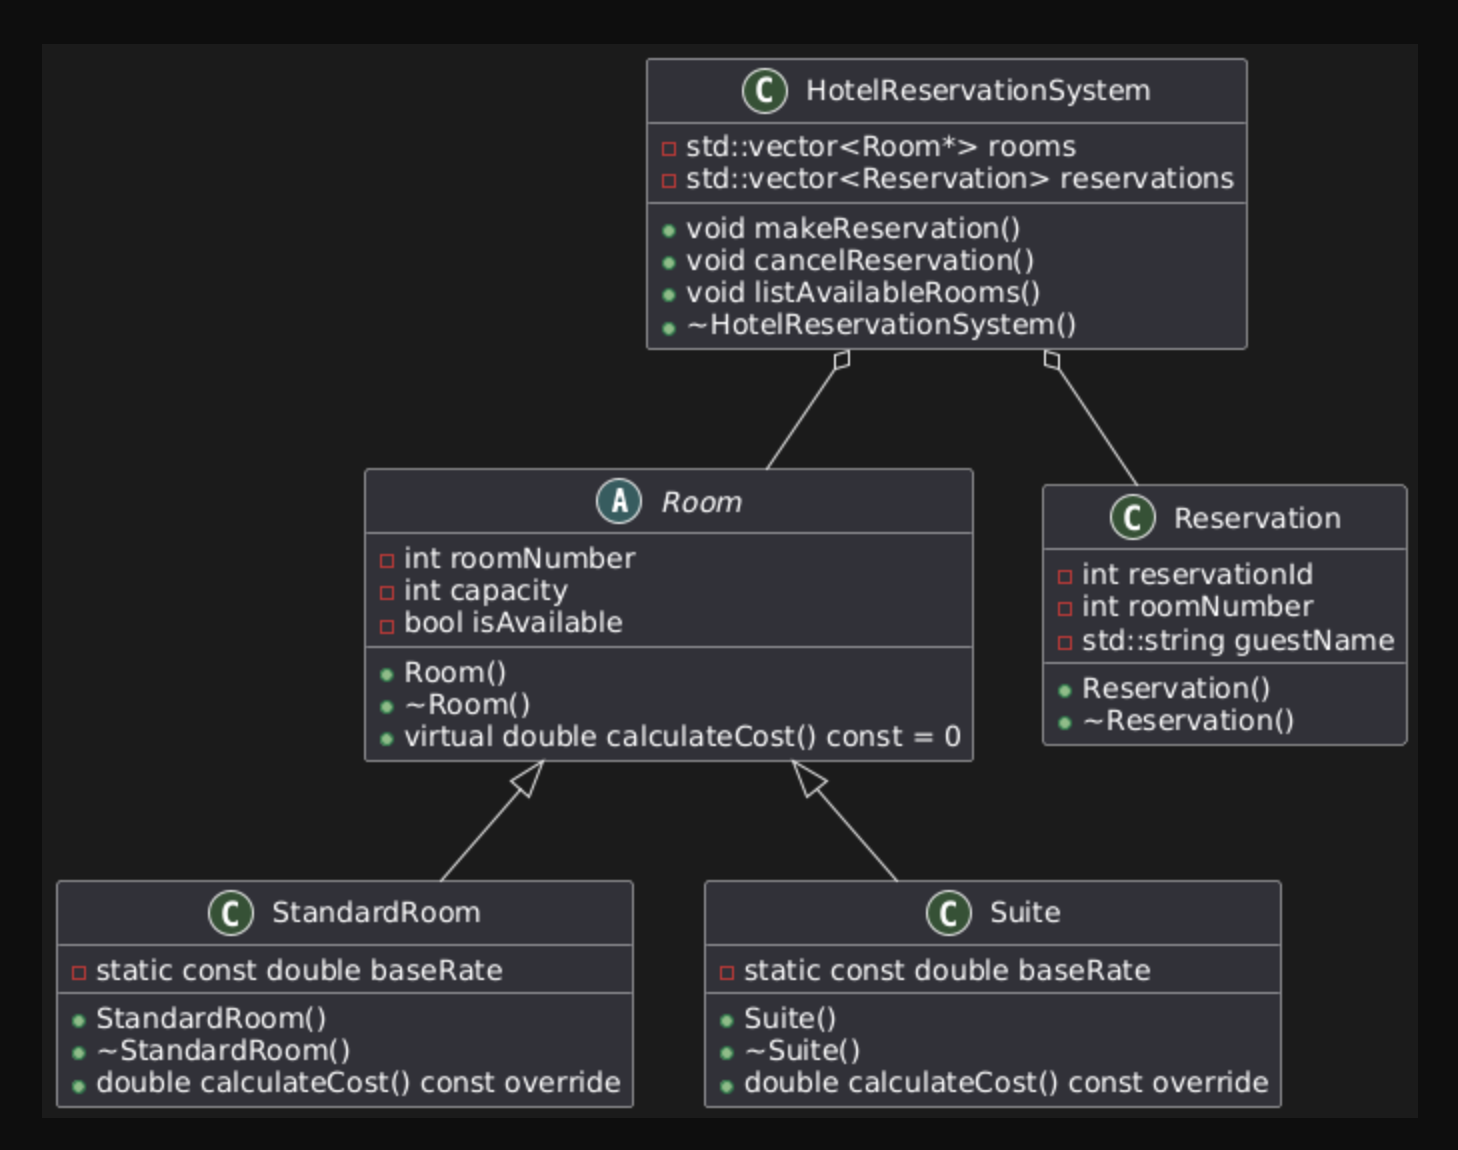 C HotelReservationSystem
std::vector<Room*> rooms
std::vector<Reservation> reservations
void makeReservation()
void cancelReservation()
void listAvailableRooms()
~HotelReservationSystem()
A Room
int roomNumber
int capacity
bool isAvailable
Room()
~Room()
virtual double calculateCost() const = 0
C Reservation
int reservationId
int roomNumber
std::string guestName
Reservation()
~Reservation()
C StandardRoom
static const double baseRate
StandardRoom()
~StandardRoom()
double calculateCost() const override
C Suite
static const double baseRate
Suite()
~Suite()
double calculateCost() const override